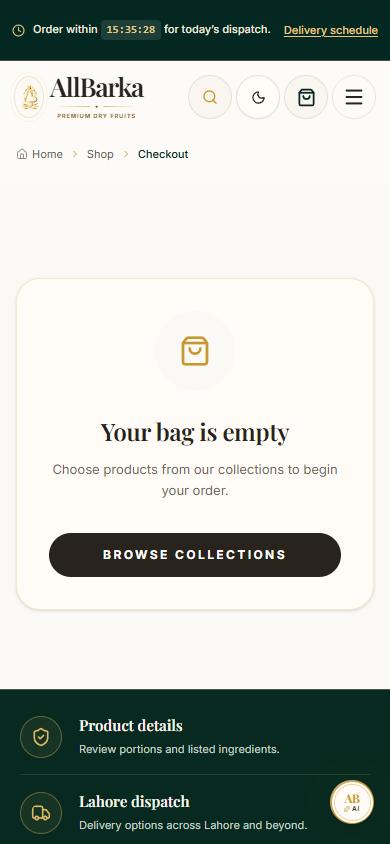 Order within 15:35:28 for today's dispatch. Delivery schedule
AllBarka
PREMIUM DRY FRUITS
Home > Shop > Checkout
Your bag is empty
Choose products from our collections to begin
your order.
BROWSE COLLECTIONS
Product details
Review portions and listed ingredients.
Lahore dispatch
Delivery options across Lahore and beyond.
AB
AI